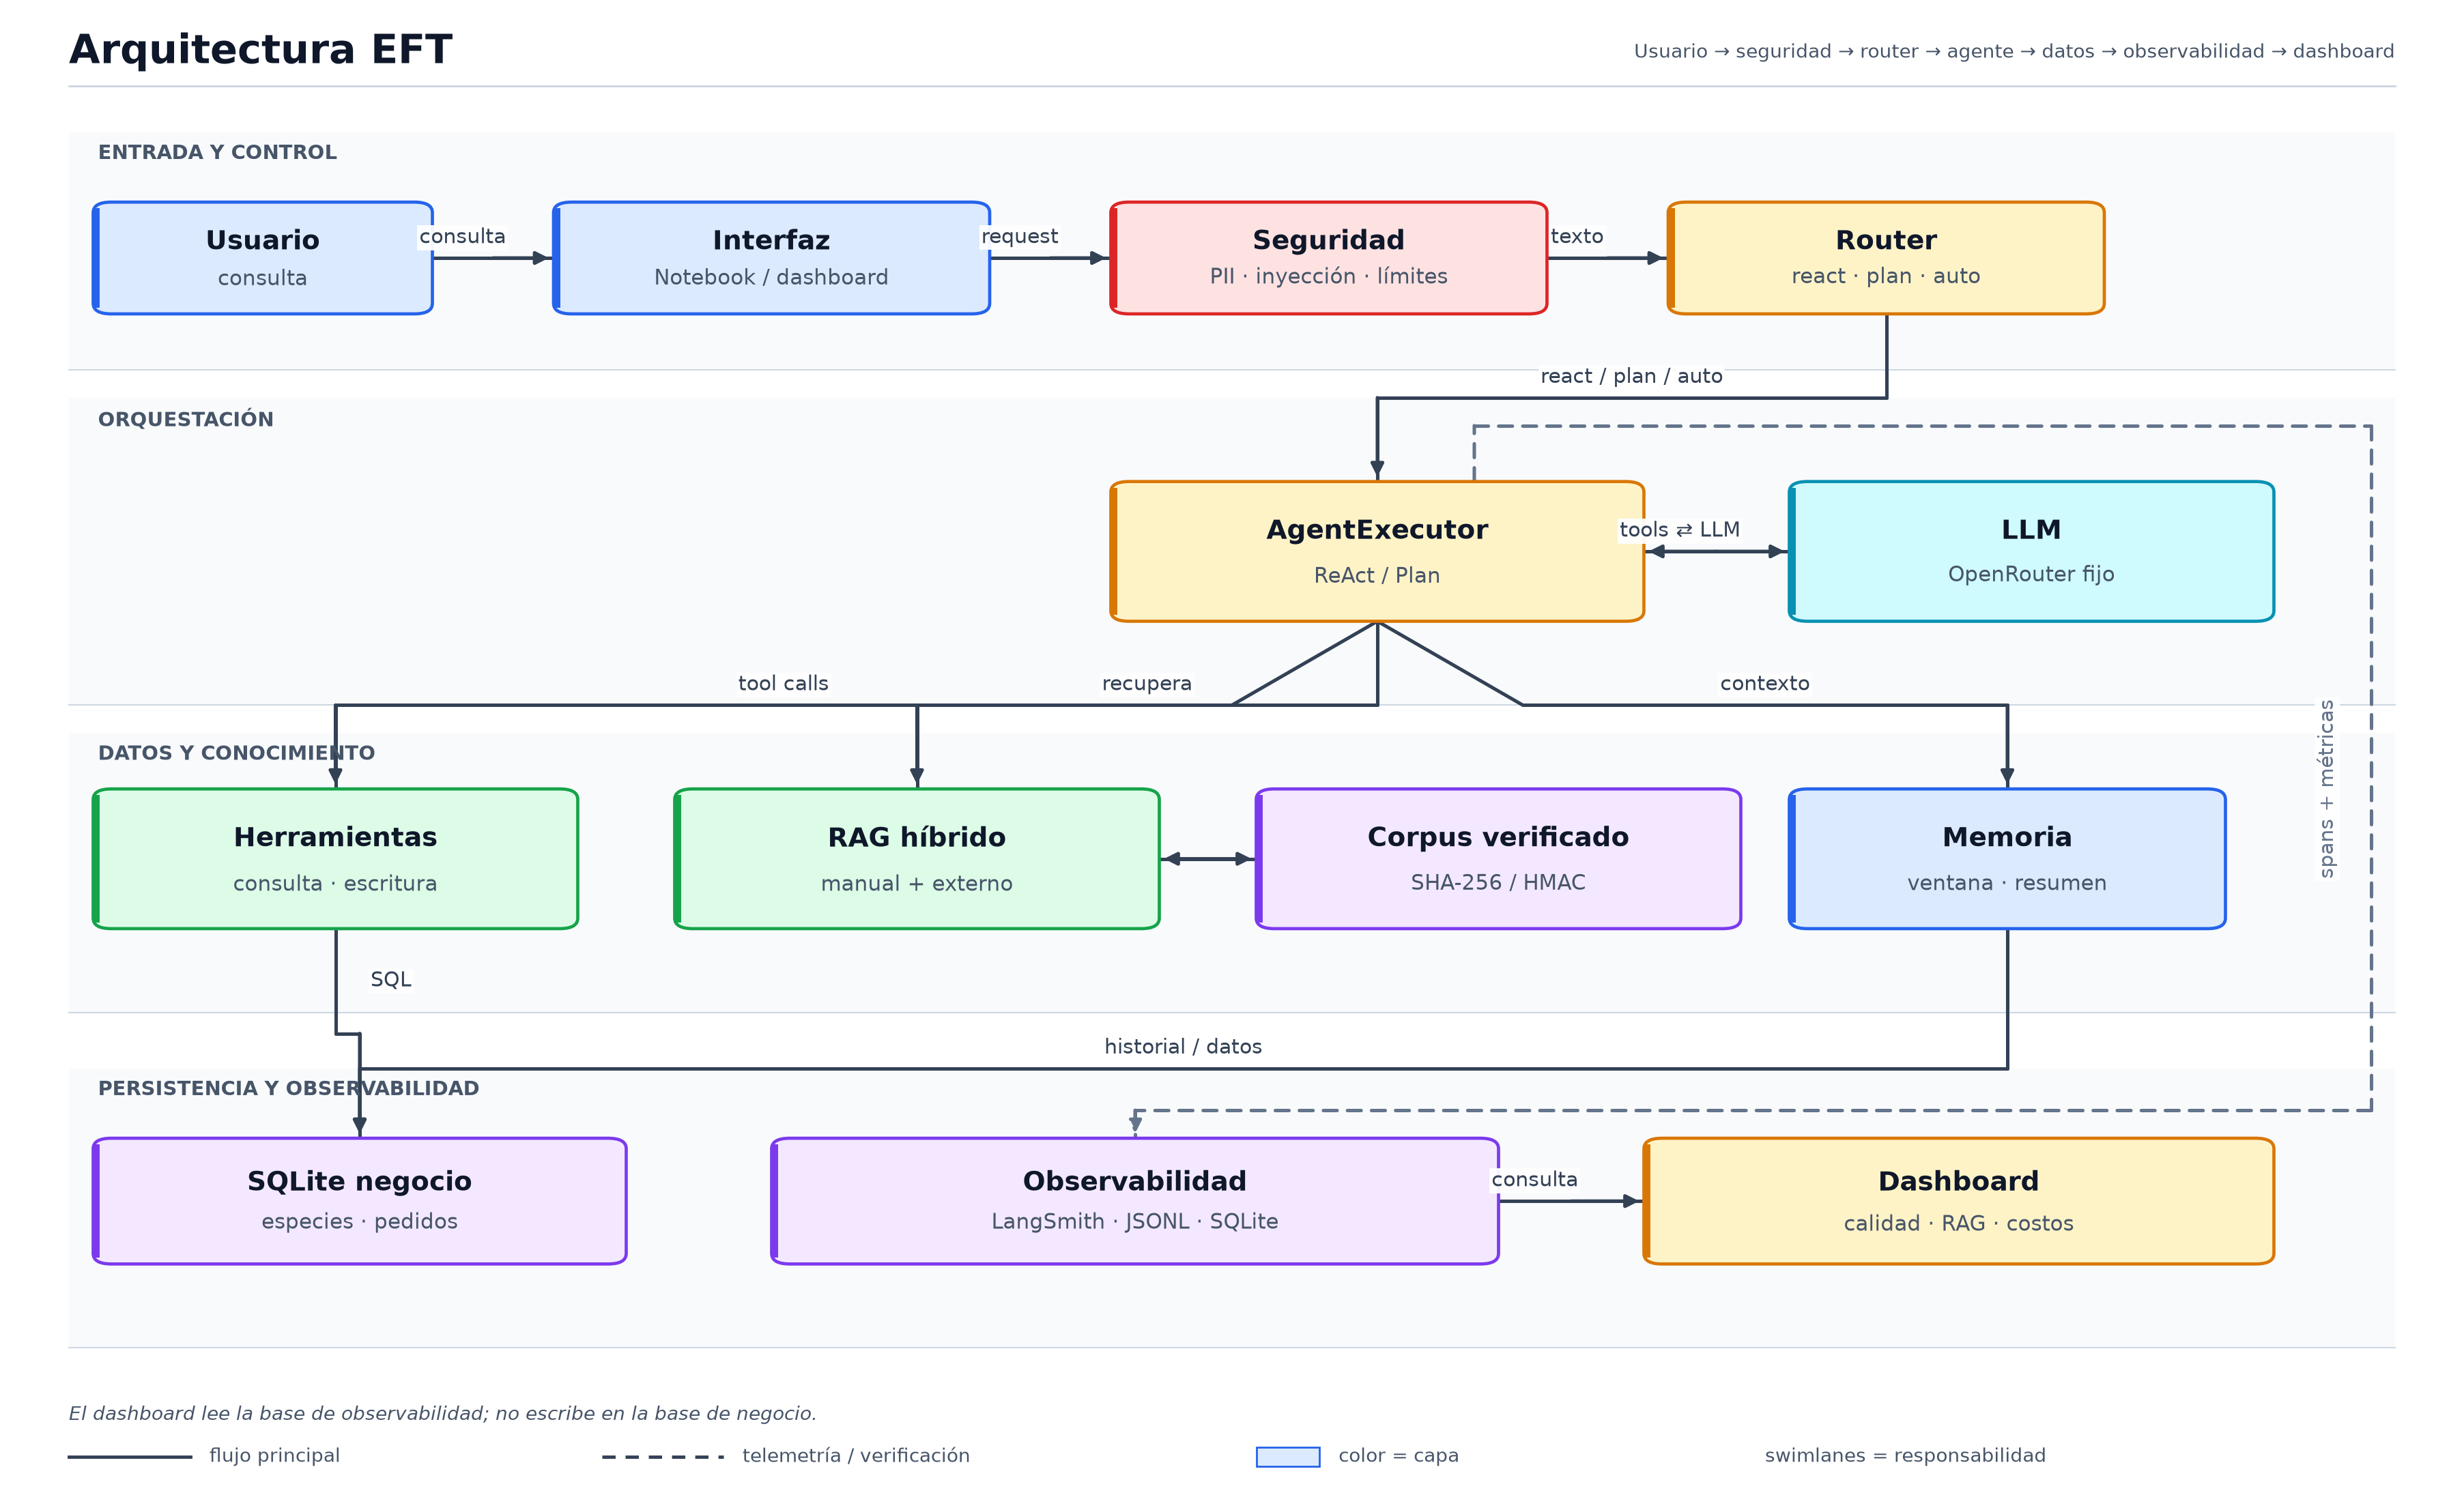 Arquitectura EFT
Usuario → seguridad → router → agente → datos → observabilidad → dashboard
ENTRADA Y CONTROL
Usuario
consulta
consulta
Interfaz
Notebook / dashboard
request
Seguridad
PII · inyección · límites
texto
Router
react · plan · auto
react / plan / auto
ORQUESTACIÓN
AgentExecutor
ReAct / Plan
tools ⇄ LLM
LLM
OpenRouter fijo
tool calls
recupera
contexto
spans + métricas
DATOS Y CONOCIMIENTO
Herramientas
consulta · escritura
RAG híbrido
manual + externo
Corpus verificado
SHA-256 / HMAC
Memoria
ventana · resumen
SQL
historial / datos
PERSISTENCIA Y OBSERVABILIDAD
SQLite negocio
especies · pedidos
Observabilidad
LangSmith · JSONL · SQLite
consulta
Dashboard
calidad · RAG · costos
El dashboard lee la base de observabilidad; no escribe en la base de negocio.
flujo principal
telemetría / verificación
color = capa
swimlanes = responsabilidad